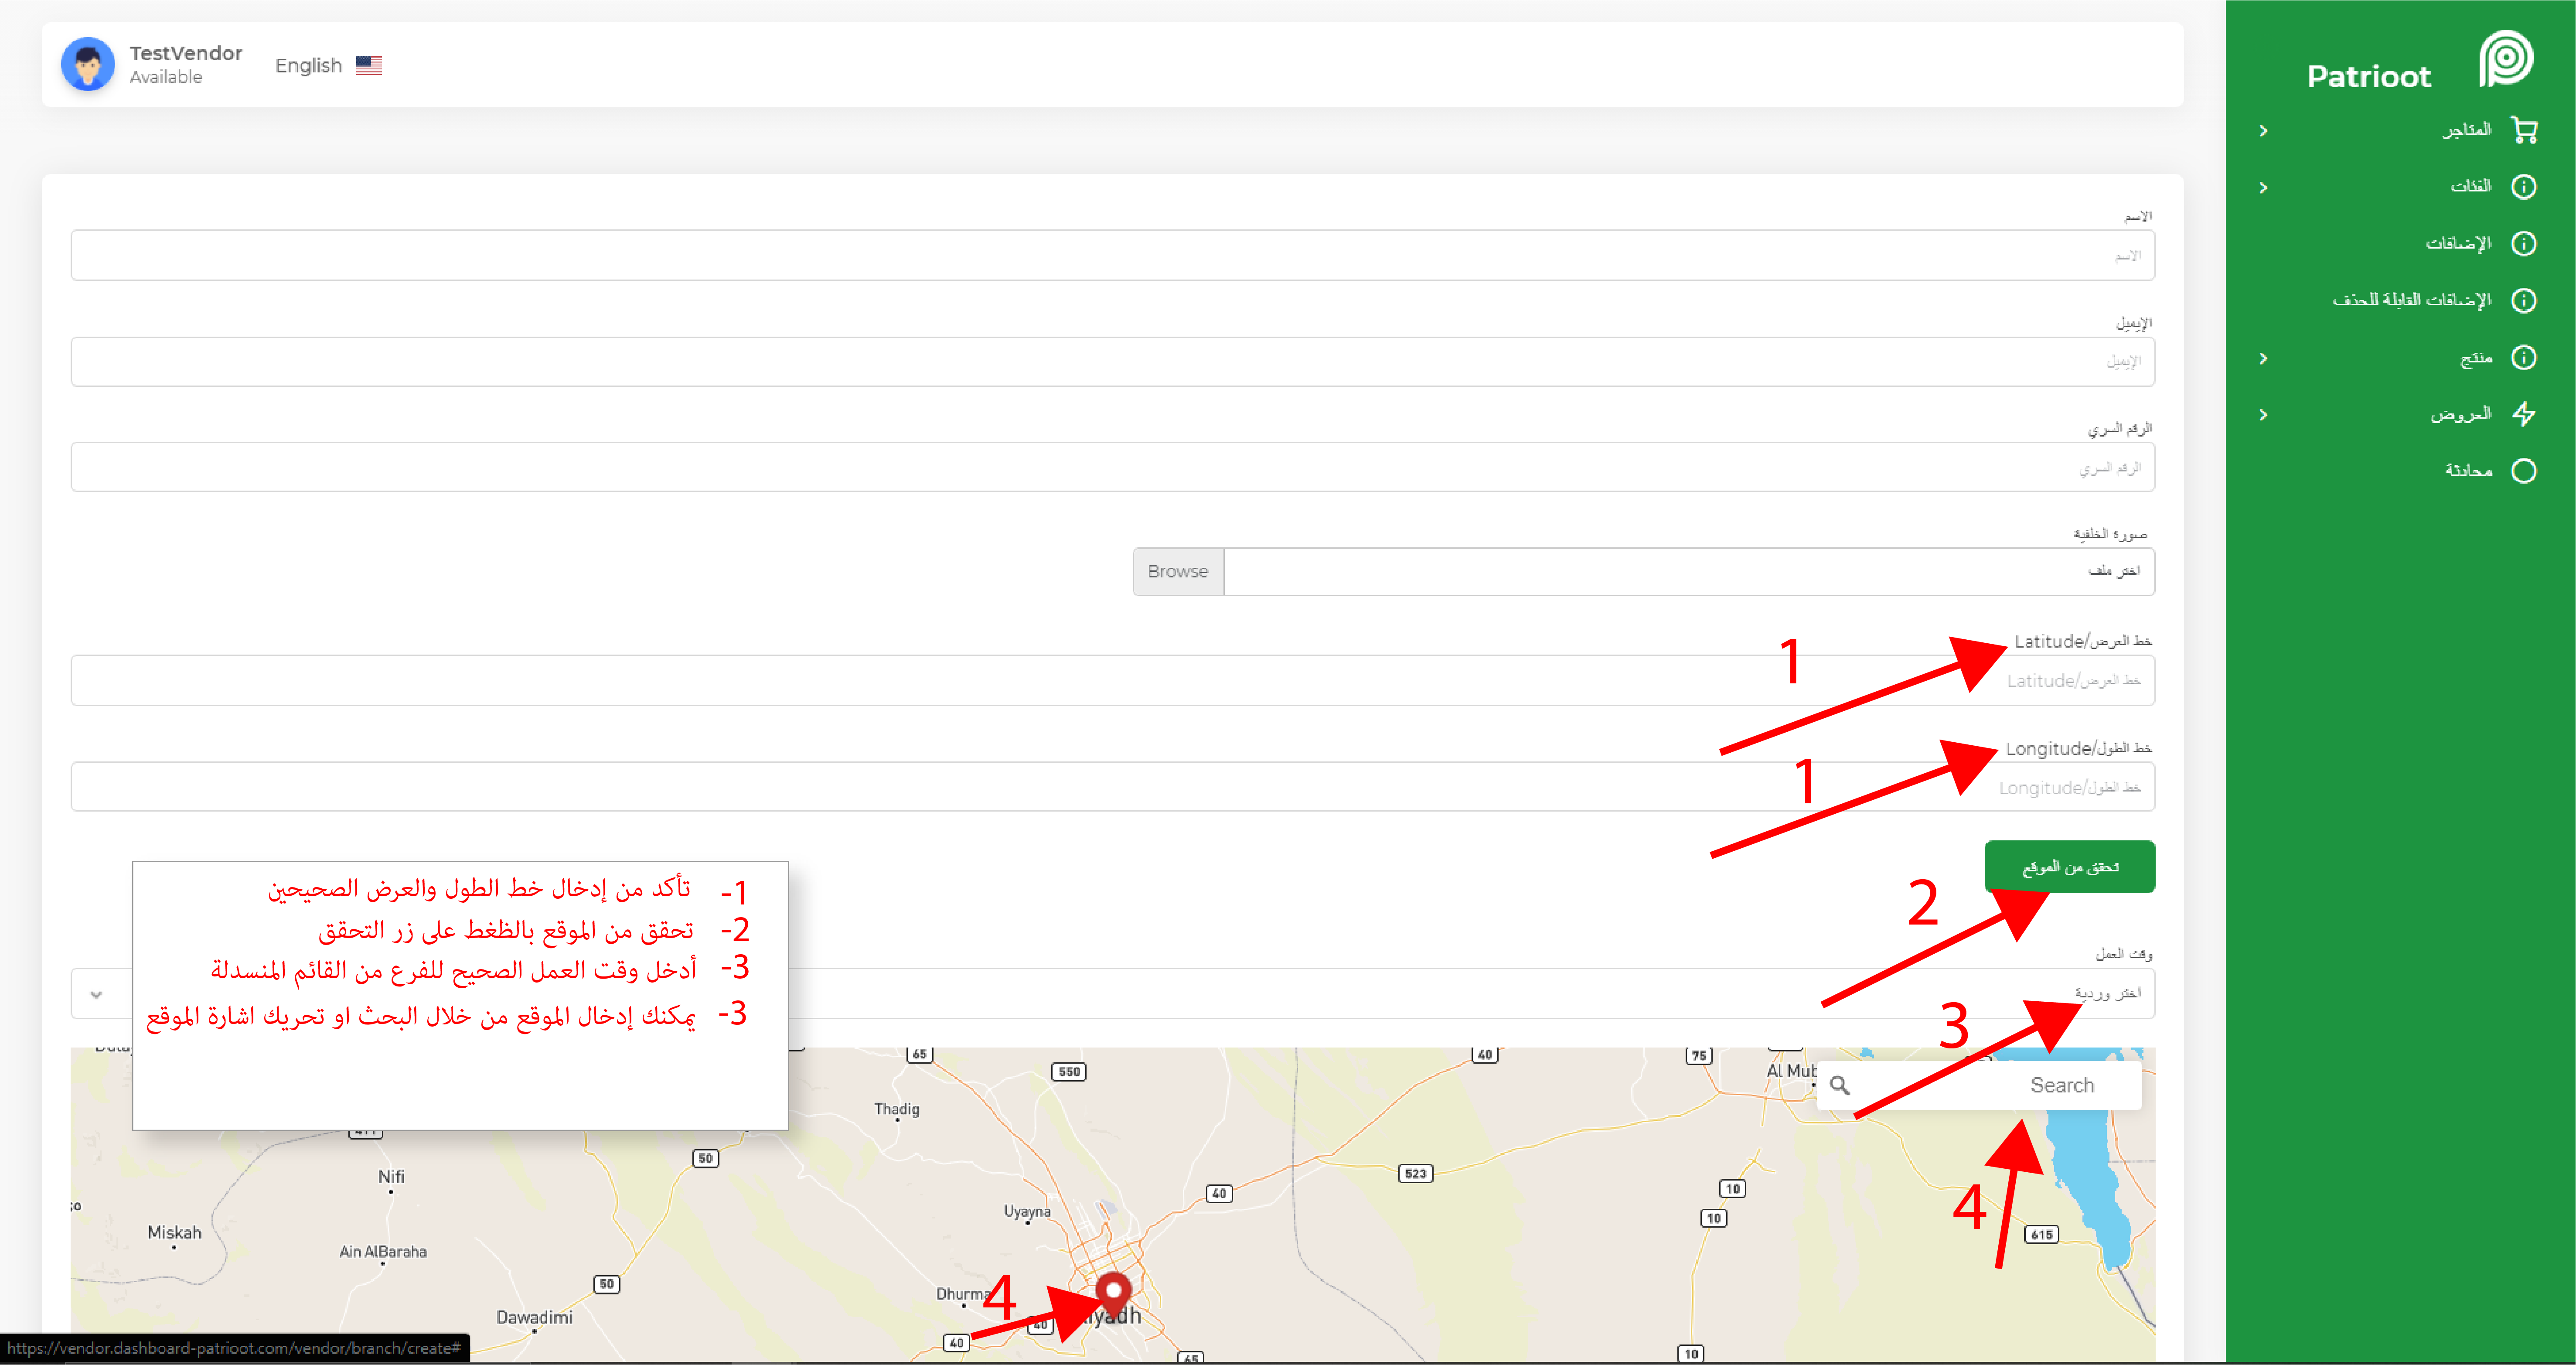 TestVendor
Available
English
Patrioot
المتاجر
الفئات
الإضافات
الإضافات القابلة للحذف
منتج
العروض
محادثة
الاسم
الاسم
الإيميل
الإيميل
الرقم السري
الرقم السري
صورة الخلفية
اختر ملف
Browse
خط العرض/Latitude
1
خط العرض/Latitude
خط الطول/Longitude
1
خط الطول/Longitude
تحقق من الموقع
2
1- تأكد من إدخال خط الطول والعرض الصحيحين
2- تحقق من الموقع بالظغط على زر التحقق
3- أدخل وقت العمل الصحيح للفرع من القائم المنسدلة
3- يمكنك إدخال الموقع من خلال البحث او تحريك اشارة الموقع
وقت العمل
اختر وردية
3
65
550
40
75
Al Mub
Search
Thadig
50
Nifi
40
523
10
4
Uyayna
10
Miskah
615
Ain AlBaraha
50
Dhurma
4
Dawadimi
40
yadh
40
65
10
https://vendor.dashboard-patrioot.com/vendor/branch/create#